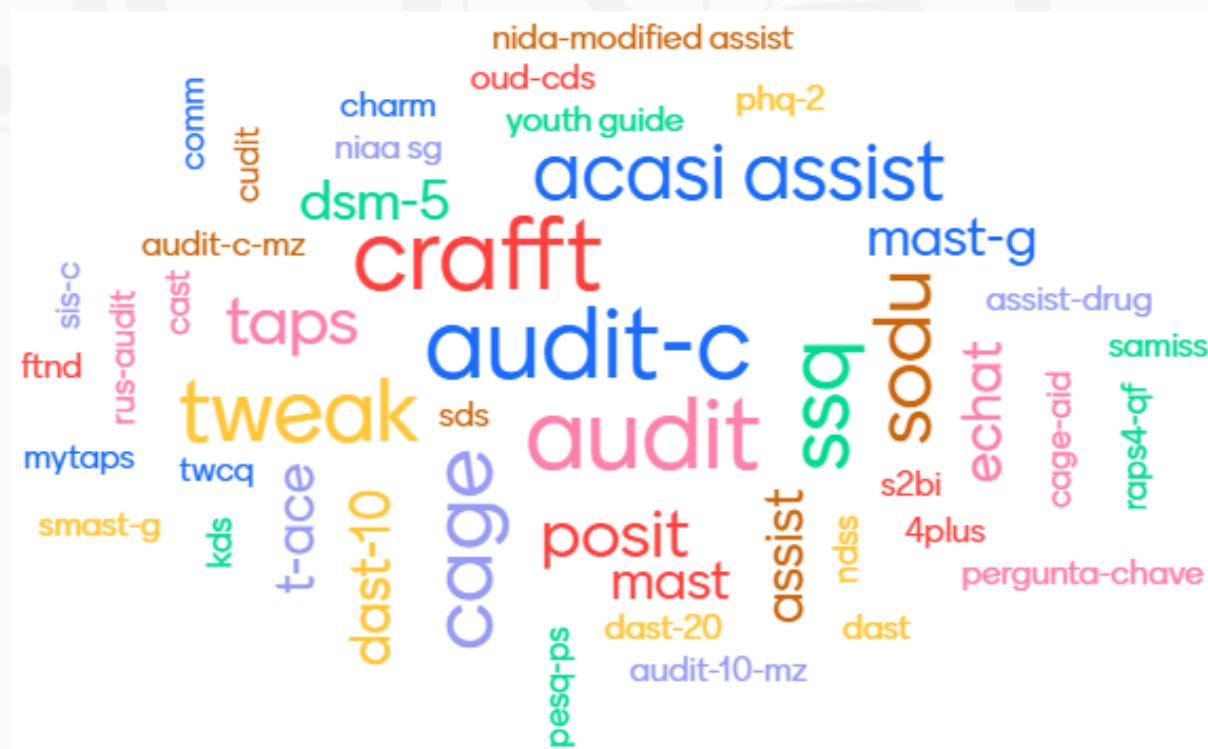 nida-modified assist
oud-cds
phq-2
comm
charm
youth guide
cudit
niaa sg
acasi assist
dsm-5
audit-c-mz
crafft
mast-g
sis-c
rus-audit
cast
taps
audit-c
ssq
sodu
assist-drug
samiss
ftnd
echat
cage-aid
raps4-qf
tweak
sds
audit
mytaps
twcq
t-ace
dast-10
cage
s2bi
smast-g
kds
posit
assist
ndss
4plus
mast
pergunta-chave
pesq-ps
dast-20
dast
audit-10-mz